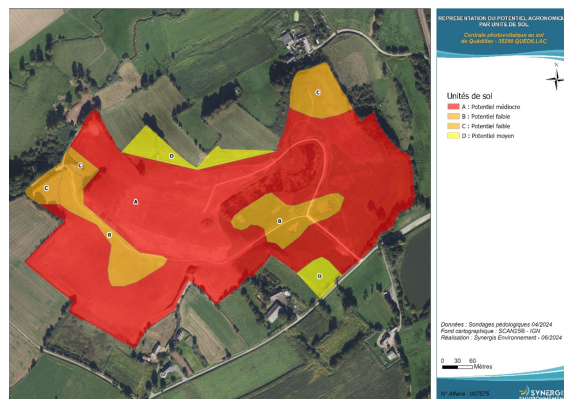 REPRESENTATION DU POTENTIEL AGRONOMIQUE
PAR UNITE DE SOL
Centrale photovoltaïque au sol
de Quédillac - 35290 QUEDILLAC
N
Unités de sol
A : Potentiel médiocre
B : Potentiel faible
C : Potentiel faible
D : Potentiel moyen
C
D
C
C
A
B
B
D
Données : Sondages pédologiques 04/2024
Fond cartographique : SCAN25® - IGN
Réalisation : Synergis Environnement - 06/2024
0 30 60
Mètres
N° Affaire : 007575
SYNERGIS
ENVIRONNEMENT